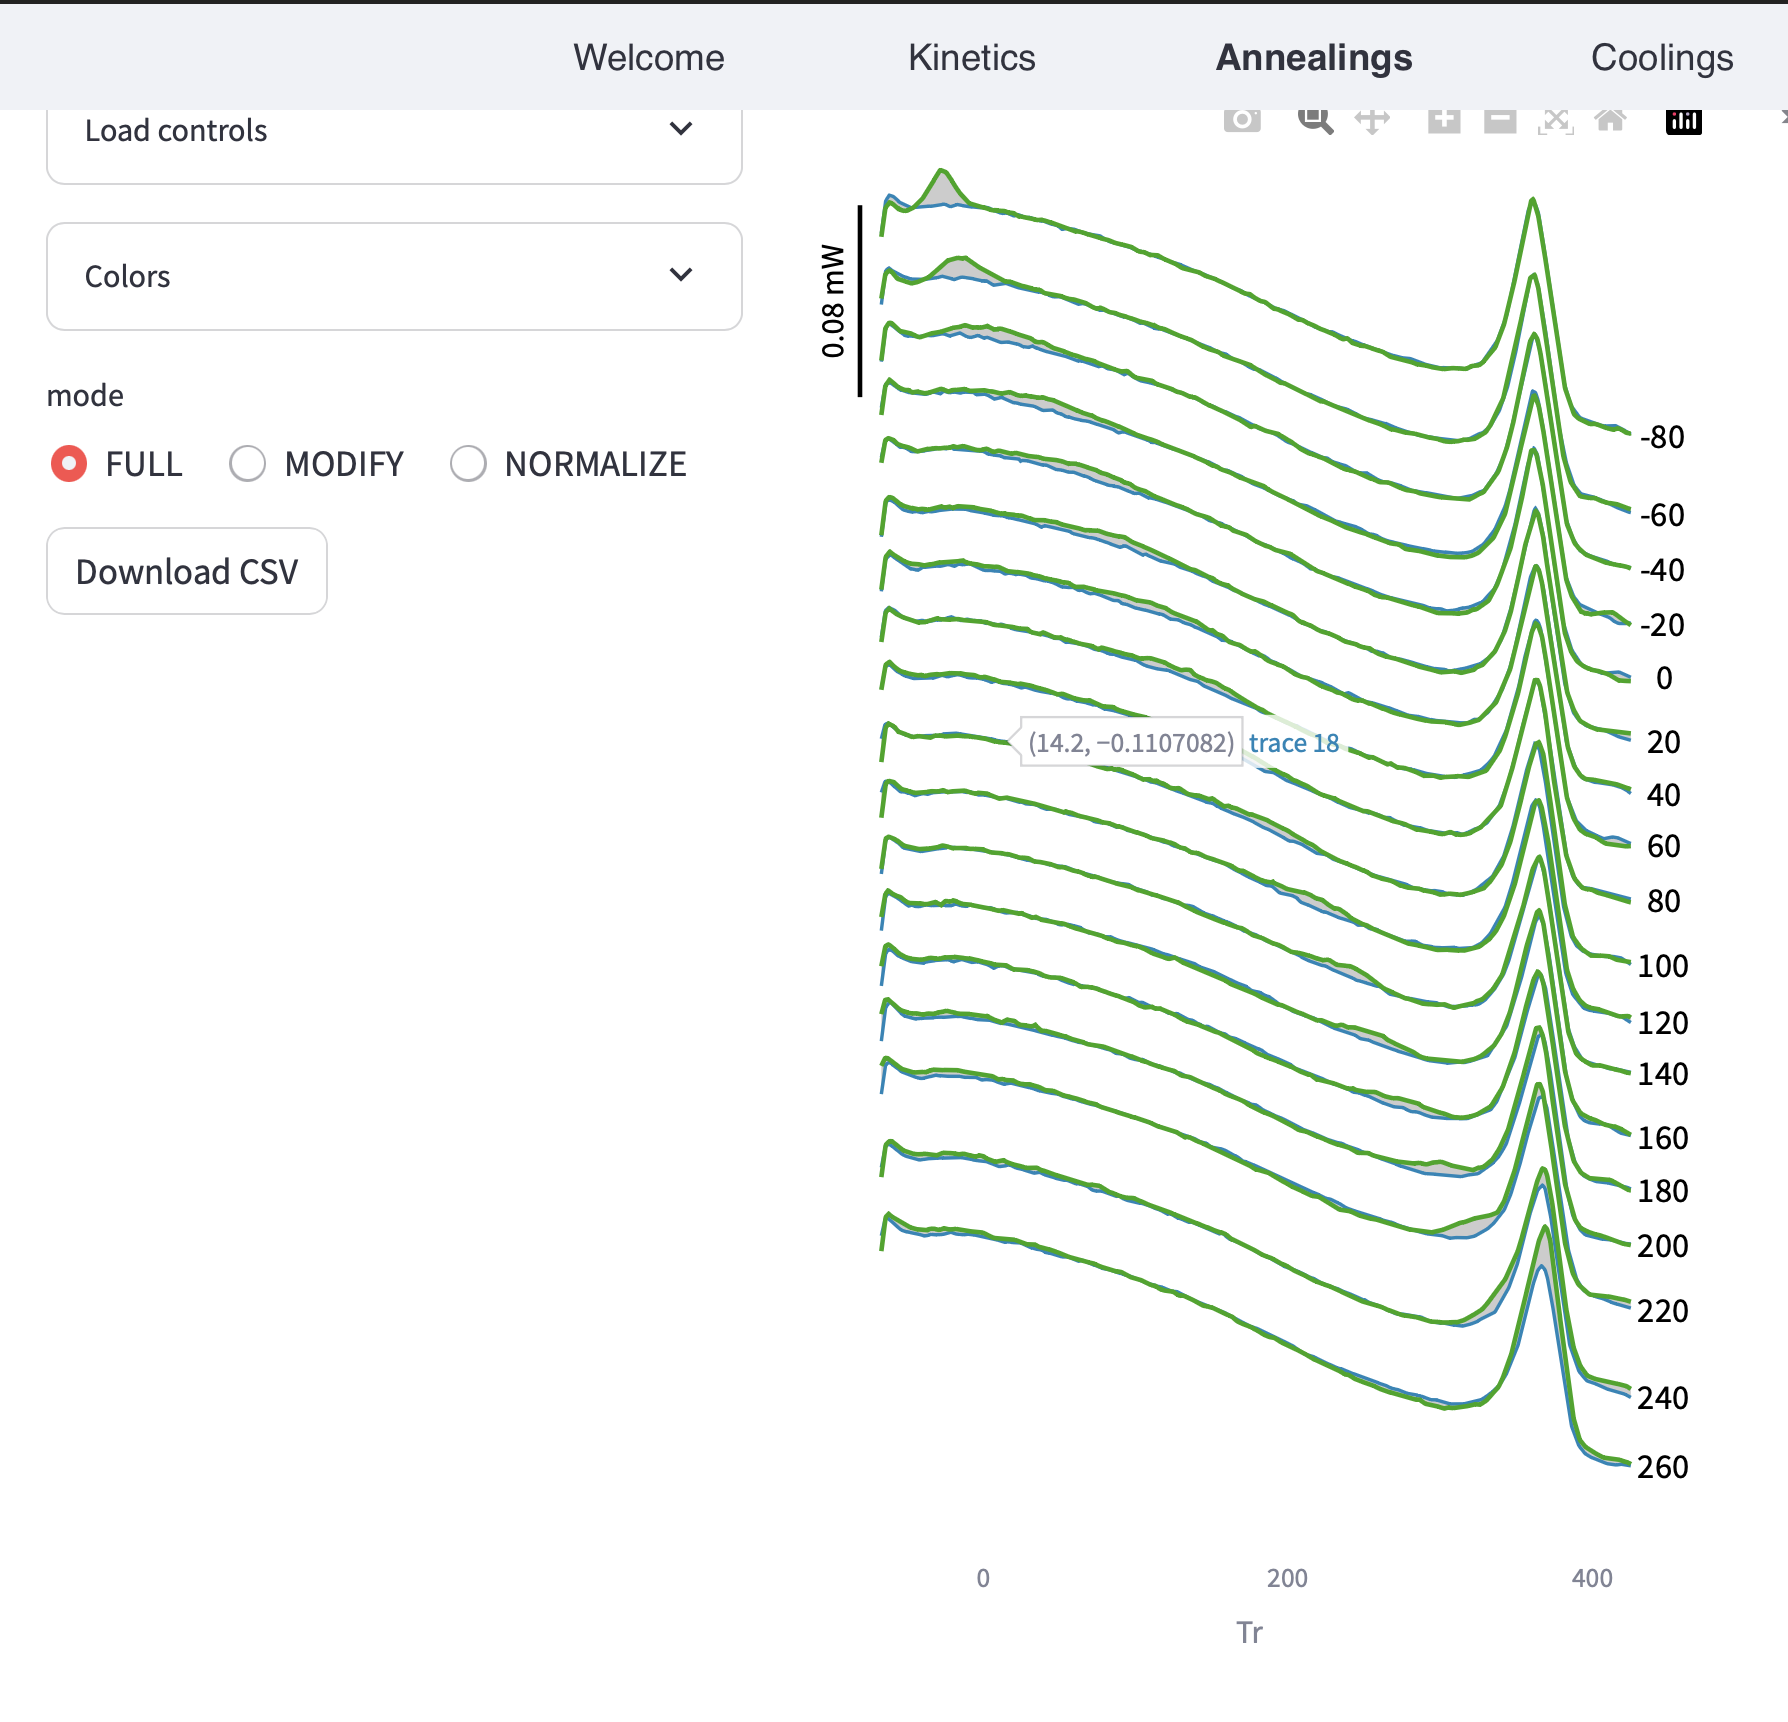 Welcome
Kinetics
Annealings
Coolings
Load controls
Colors
mode
FULL
MODIFY
NORMALIZE
Download CSV
0.08 mW
(14.2, −0.1107082)
trace 18
-80
-60
-40
-20
0
20
40
60
80
100
120
140
160
180
200
220
240
260
0
200
400
Tr